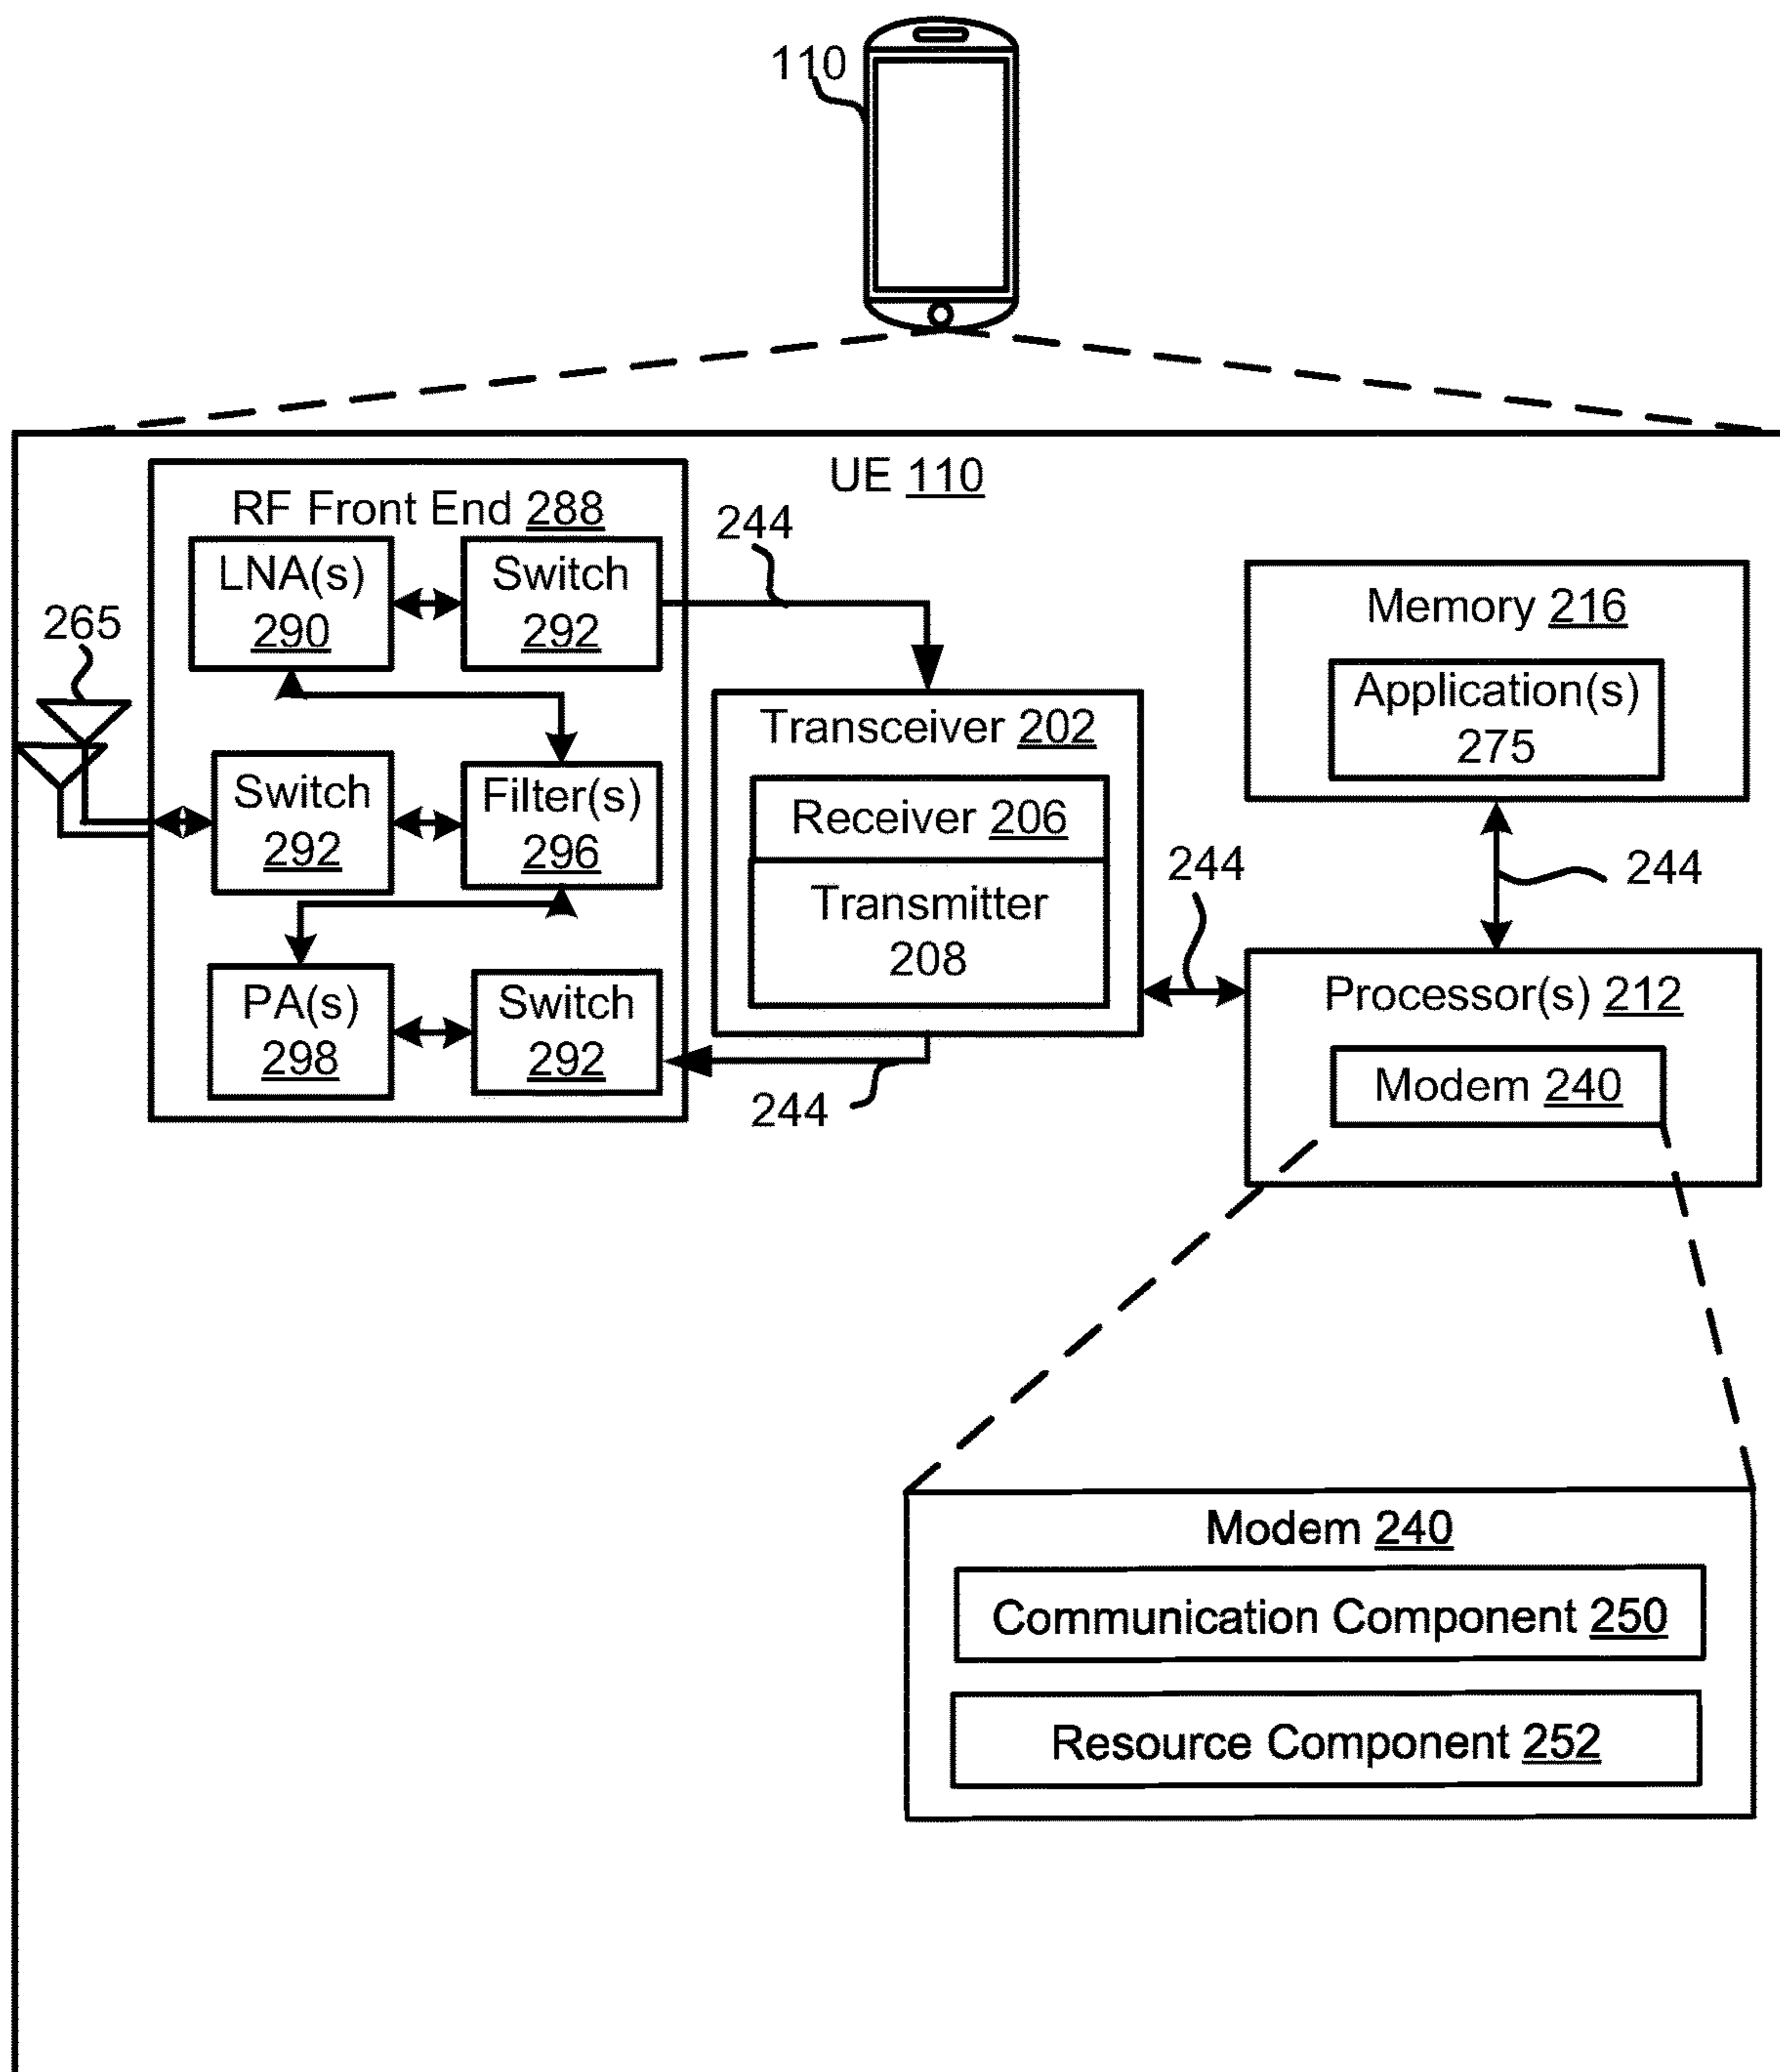 110
UE 110
RF Front End 288
LNA(s)
290
Switch
292
244
265
Switch
292
Filter(s)
296
PA(s)
298
Switch
292
244
Transceiver 202
Receiver 206
Transmitter
208
244
Memory 216
Application(s)
275
244
Processor(s) 212
Modem 240
Modem 240
Communication Component 250
Resource Component 252